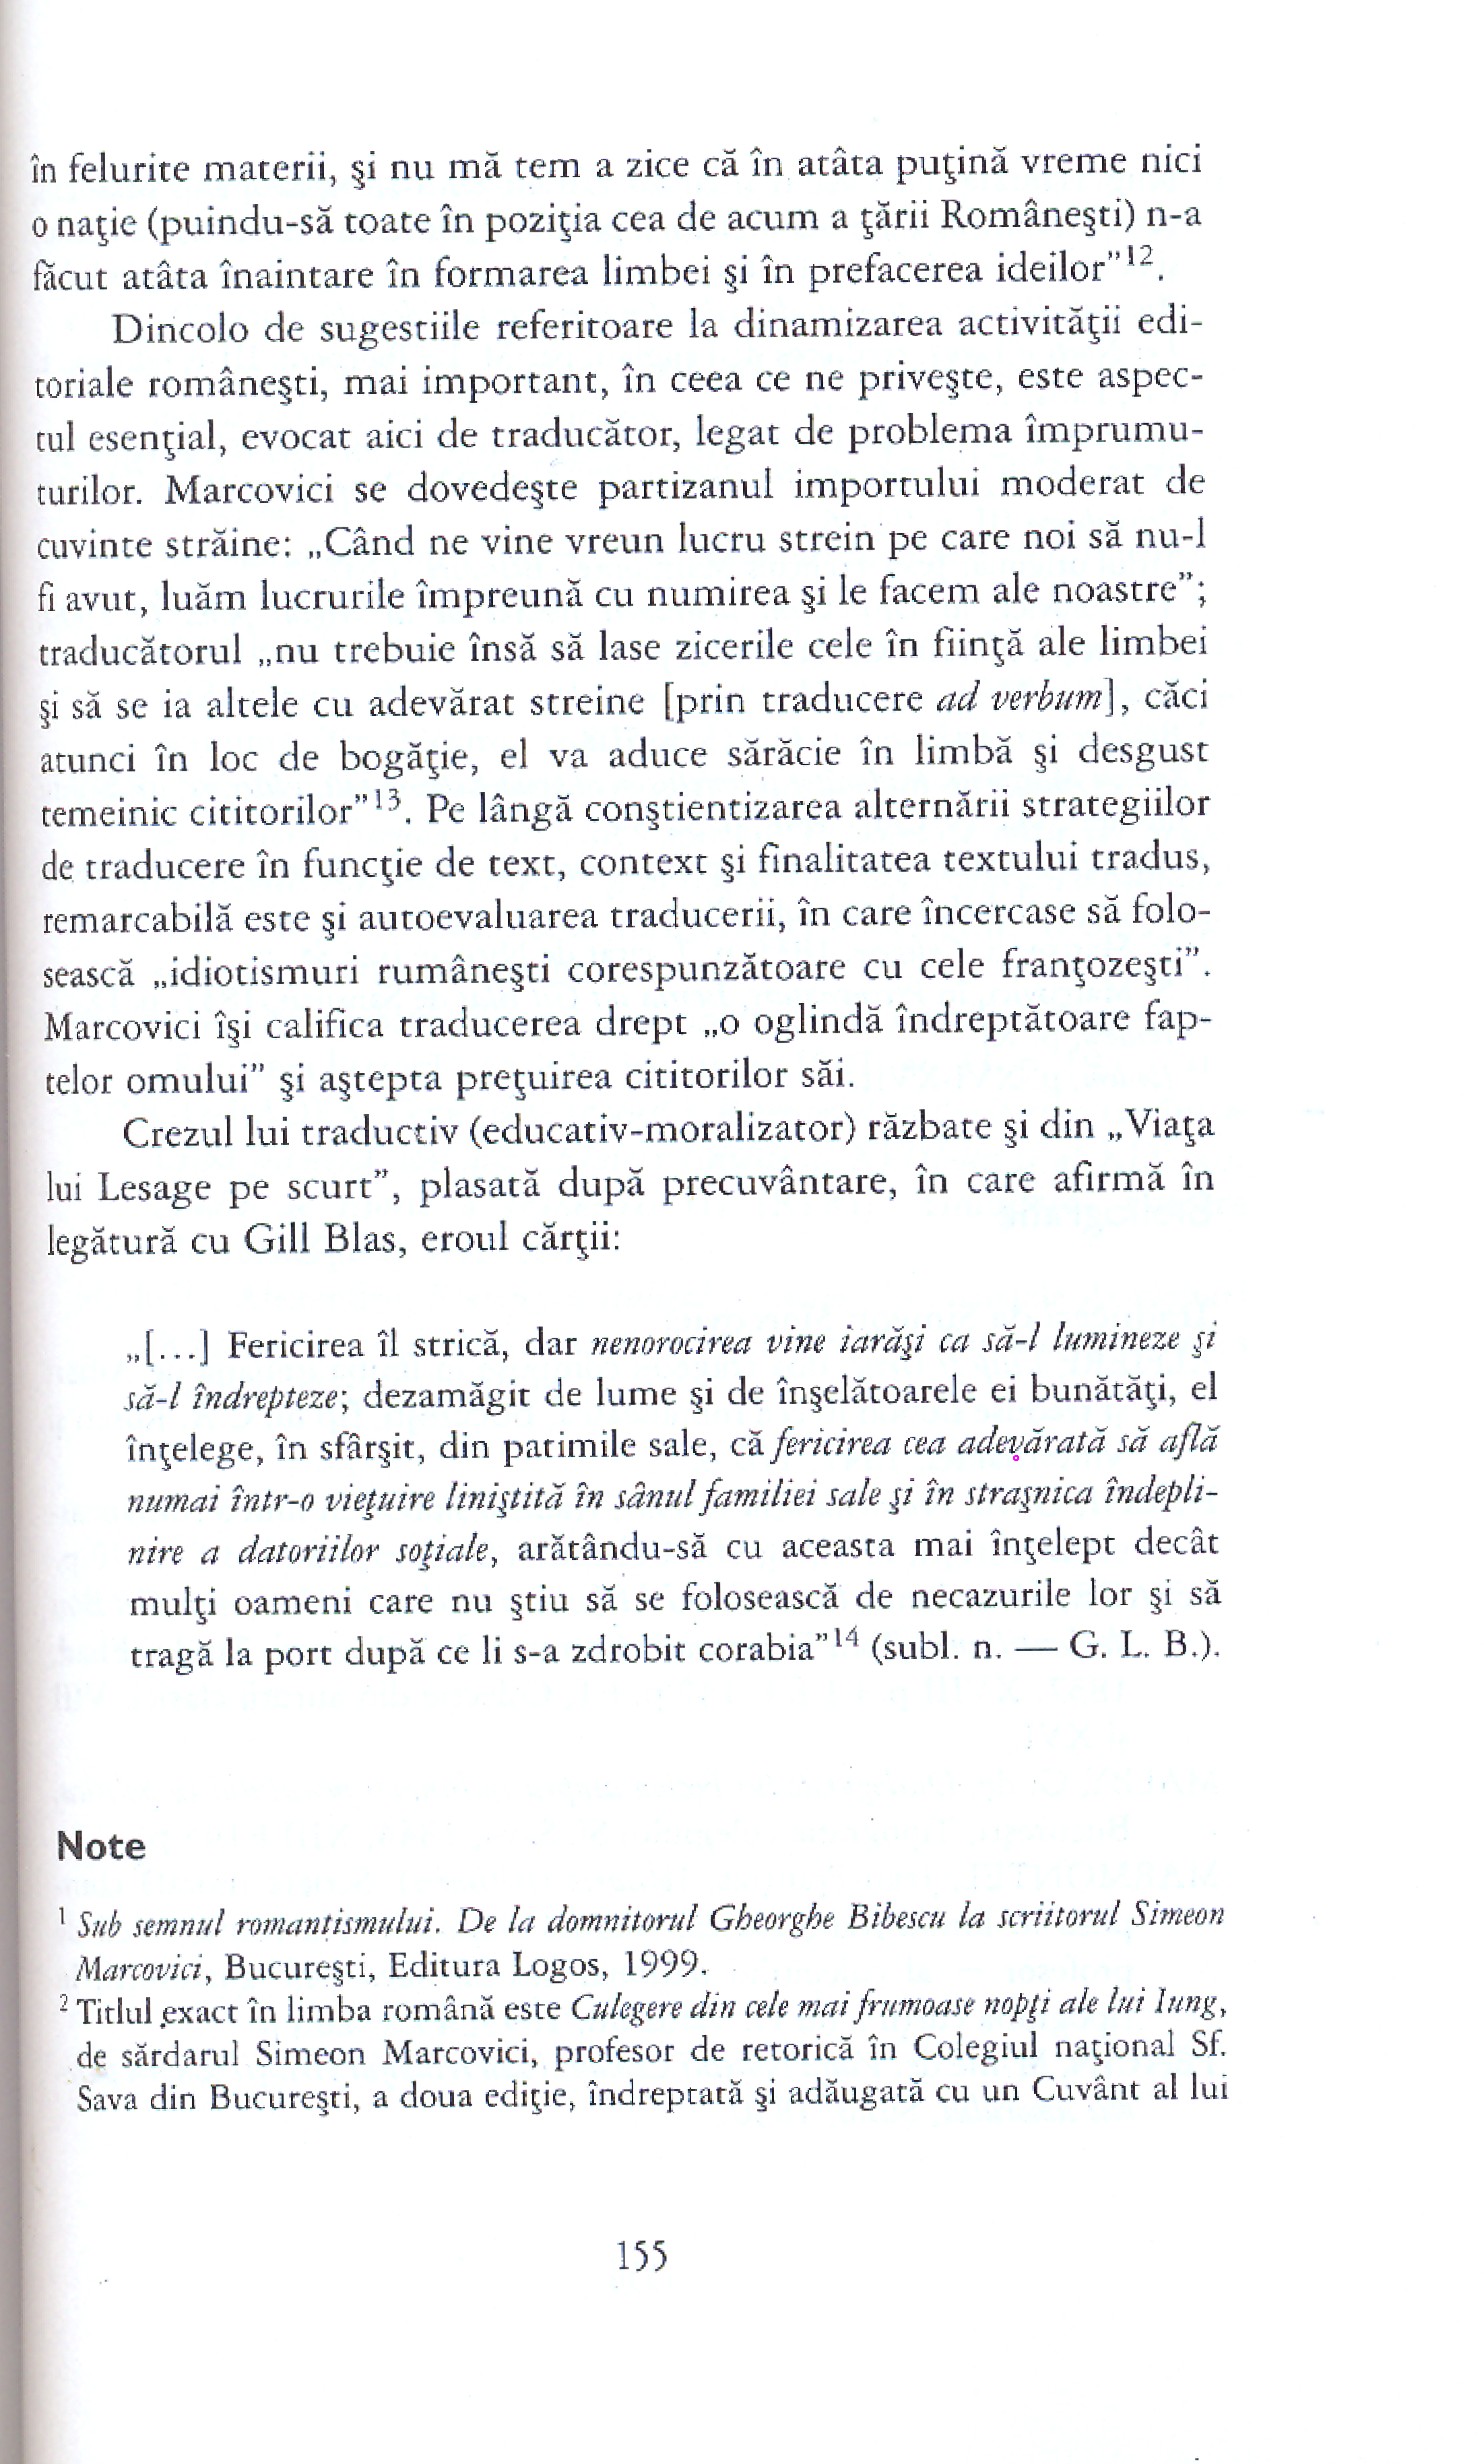 în felurite materii, şi nu mă tem a zice că în atâta puţină vreme nici
o naţie (puindu-să toate în poziţia cea de acum a ţării Româneşti) n-a
făcut atâta înaintare în formarea limbei şi în prefacerea ideilor”¹².
Dincolo de sugestiile referitoare la dinamizarea activităţii edi-
toriale româneşti, mai important, în ceea ce ne priveşte, este aspec-
tul esenţial, evocat aici de traducător, legat de problema împrumu-
turilor. Marcovici se dovedeşte partizanul importului moderat de
cuvinte străine: „Când ne vine vreun lucru strein pe care noi să nu-l
fi avut, luăm lucrurile împreună cu numirea şi le facem ale noastre”;
traducătorul „nu trebuie însă să lase zicerile cele în fiinţă ale limbei
şi să se ia altele cu adevărat streine [prin traducere ad verbum], căci
atunci în loc de bogăţie, el va aduce sărăcie în limbă şi desgust
temeinic cititorilor”¹³. Pe lângă conştientizarea alternării strategiilor
de traducere în funcţie de text, context şi finalitatea textului tradus,
remarcabilă este şi autoevaluarea traducerii, în care încercase să folo-
sească „idiotismuri rumâneşti corespunzătoare cu cele franţozeşti”.
Marcovici îşi califica traducerea drept „o oglindă îndreptătoare fap-
telor omului” şi aştepta preţuirea cititorilor săi.
Crezul lui traductiv (educativ-moralizator) răzbate şi din „Viaţa
lui Lesage pe scurt”, plasată după precuvântare, în care afirmă în
legătură cu Gill Blas, eroul cărţii:
„[...] Fericirea îl strică, dar nenorocirea vine iarăşi ca să-l lumineze şi
să-l îndrepteze; dezamăgit de lume şi de înşelătoarele ei bunătăţi, el
înţelege, în sfârşit, din patimile sale, că fericirea cea adevărată să află
numai într-o vieţuire liniştită în sânul familiei sale şi în straşnica îndepli-
nire a datoriilor soţiale, arătându-să cu aceasta mai înţelept decât
mulţi oameni care nu ştiu să se folosească de necazurile lor şi să
tragă la port după ce li s-a zdrobit corabia”¹⁴ (subl. n. — G. L. B.).
Note
¹ Sub semnul romantismului. De la domnitorul Gheorghe Bibescu la scriitorul Simeon
Marcovici, Bucureşti, Editura Logos, 1999.
² Titlul exact în limba română este Culegere din cele mai frumoase nopţi ale lui Iung,
de sărdarul Simeon Marcovici, profesor de retorică în Colegiul naţional Sf.
Sava din Bucureşti, a doua ediţie, îndreptată şi adăugată cu un Cuvânt al lui
155